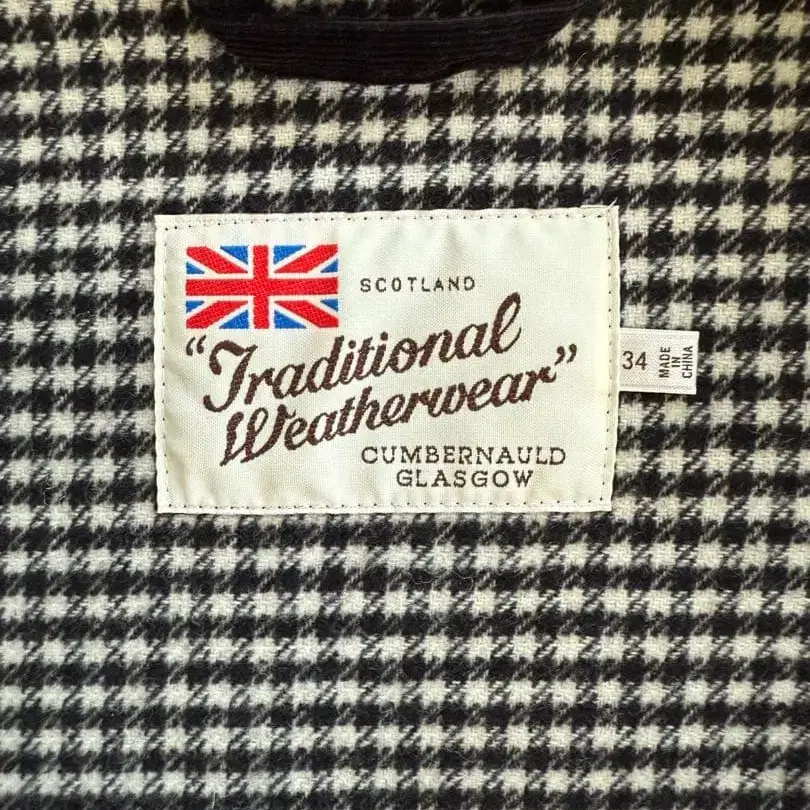 SCOTLAND
“Traditional
Weatherwear”
CUMBERNAULD
GLASGOW
34
MADE
IN
CHINA